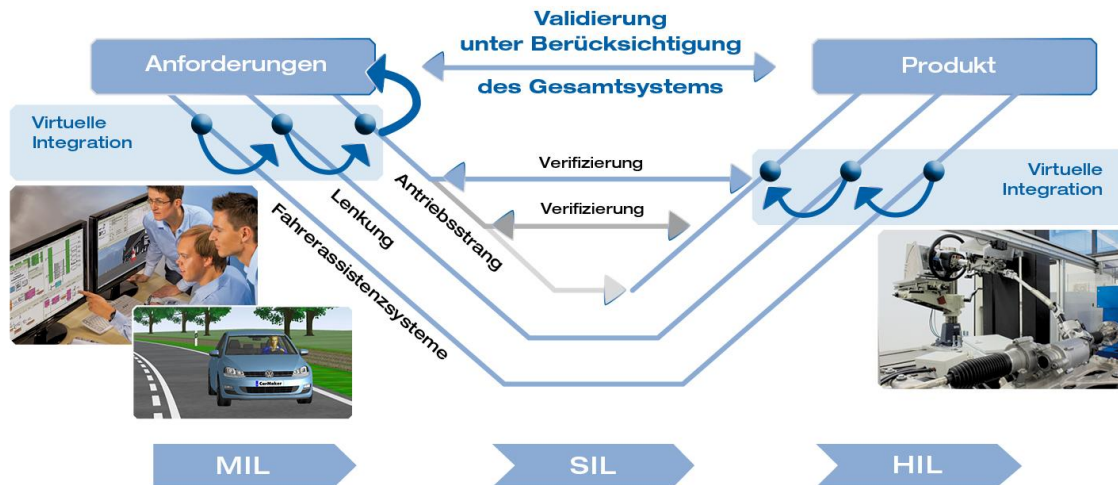 Validierung
unter Berücksichtigung
des Gesamtsystems
Anforderungen
Produkt
Virtuelle
Integration
Verifizierung
Verifizierung
Virtuelle
Integration
Antriebsstrang
Lenkung
Fahrerassistenzsysteme
CarMaker
MIL
SIL
HIL